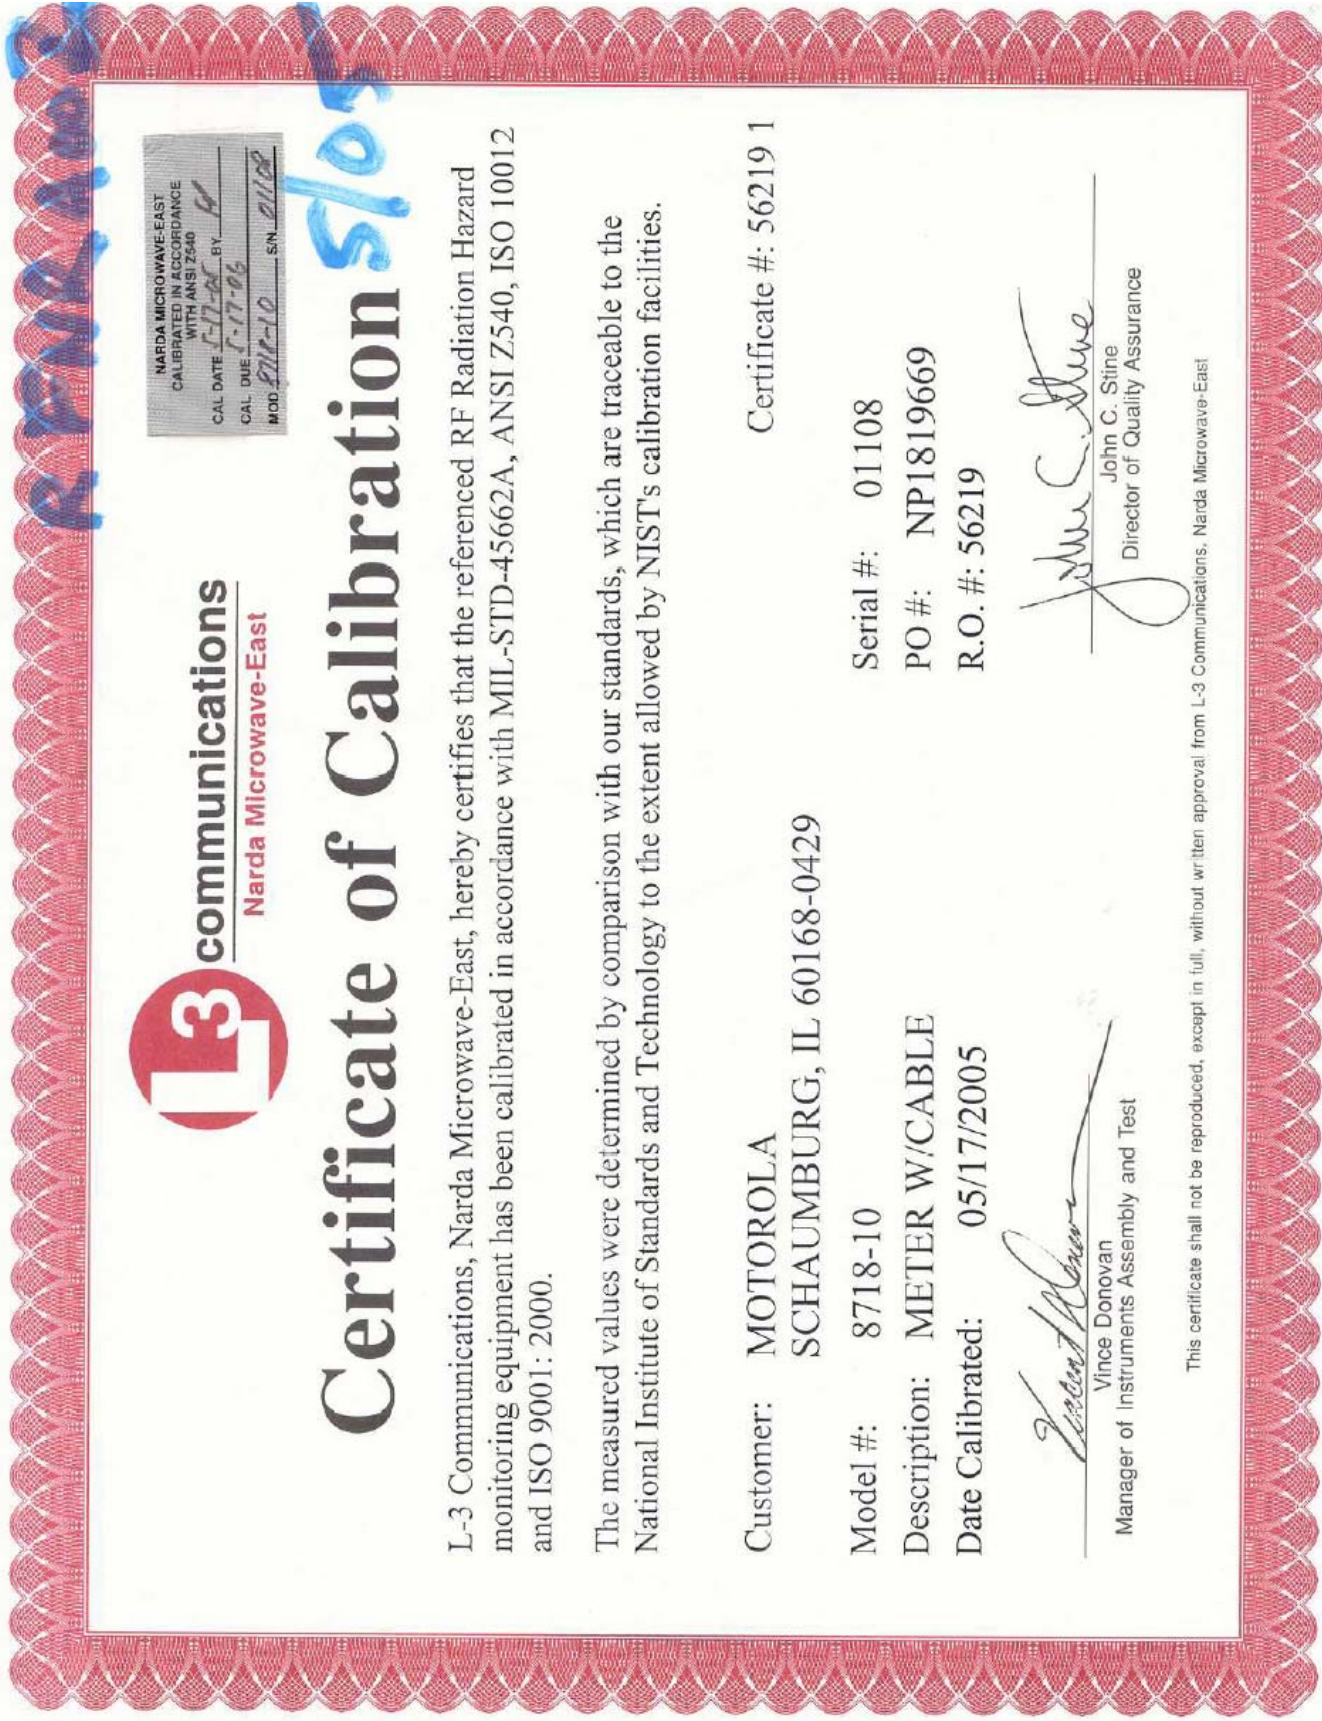 L3 communications
Narda Microwave-East
NARDA MICROWAVE-EAST
CALIBRATED IN ACCORDANCE
WITH ANSI Z540
CAL DATE 5-17-05 BY
CAL. DUE 5-17-06
MOD. 8718-10 S/N 01108
5/05
Certificate of Calibration
L-3 Communications, Narda Microwave-East, hereby certifies that the referenced RF Radiation Hazard
monitoring equipment has been calibrated in accordance with MIL-STD-45662A, ANSI Z540, ISO 10012
and ISO 9001: 2000.
The measured values were determined by comparison with our standards, which are traceable to the
National Institute of Standards and Technology to the extent allowed by NIST's calibration facilities.
Customer: MOTOROLA Certificate #: 56219 1
SCHAUMBURG, IL 60168-0429
Model #: 8718-10 Serial #: 01108
Description: METER W/CABLE PO #: NP1819669
Date Calibrated: 05/17/2005 R.O. #: 56219
John C. Stine
Vince Donovan John C. Stine
Manager of Instruments Assembly and Test Director of Quality Assurance
This certificate shall not be reproduced, except in full, without written approval from L-3 Communications, Narda Microwave-East